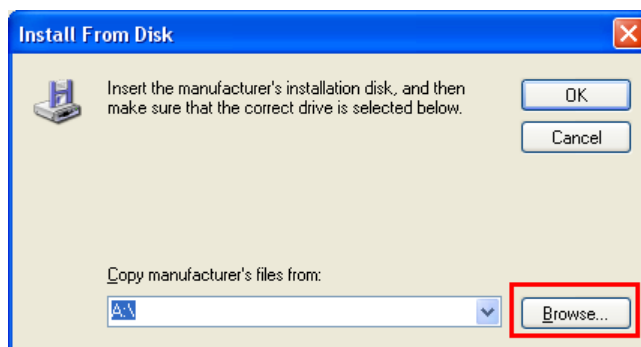 Install From Disk
Insert the manufacturer's installation disk, and then
make sure that the correct drive is selected below.
OK
Cancel
Copy manufacturer's files from:
A:\
Browse...